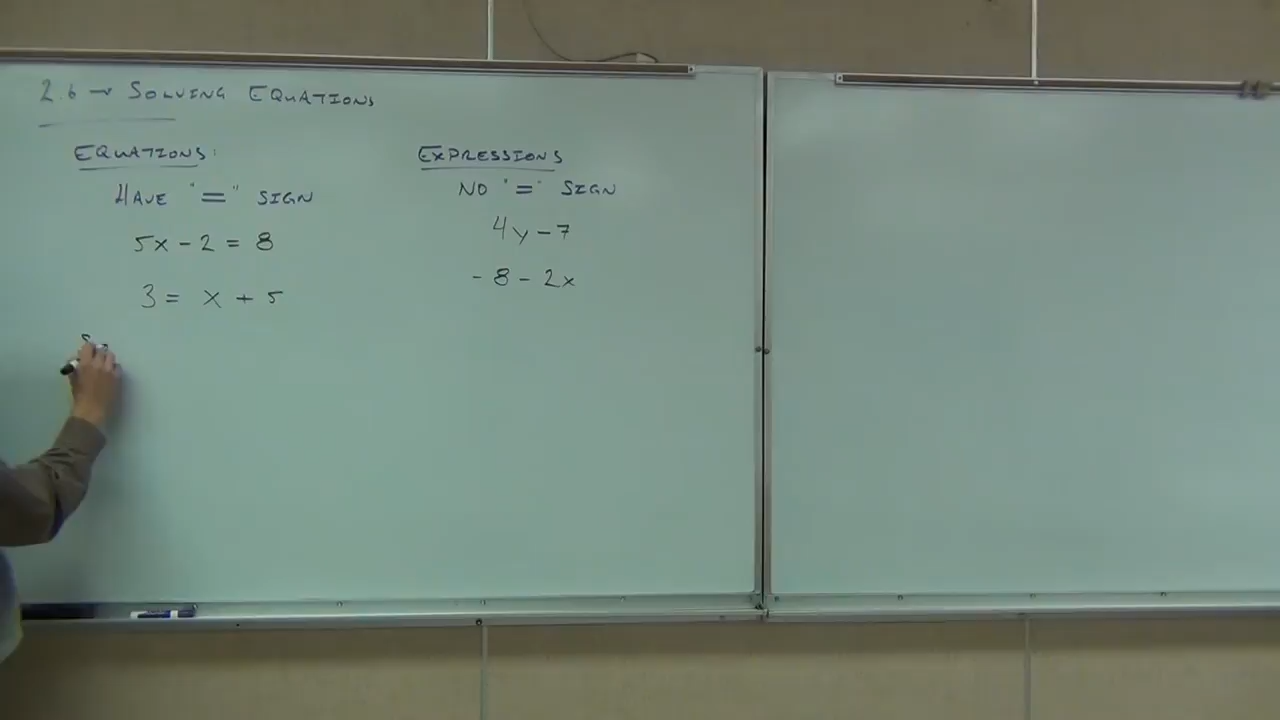 2.6 → SOLVING EQUATIONS
EQUATIONS:
HAVE "=" SIGN
5x - 2 = 8
3 = x + 5
EXPRESSIONS
NO "=" SIGN
4y - 7
-8 - 2x